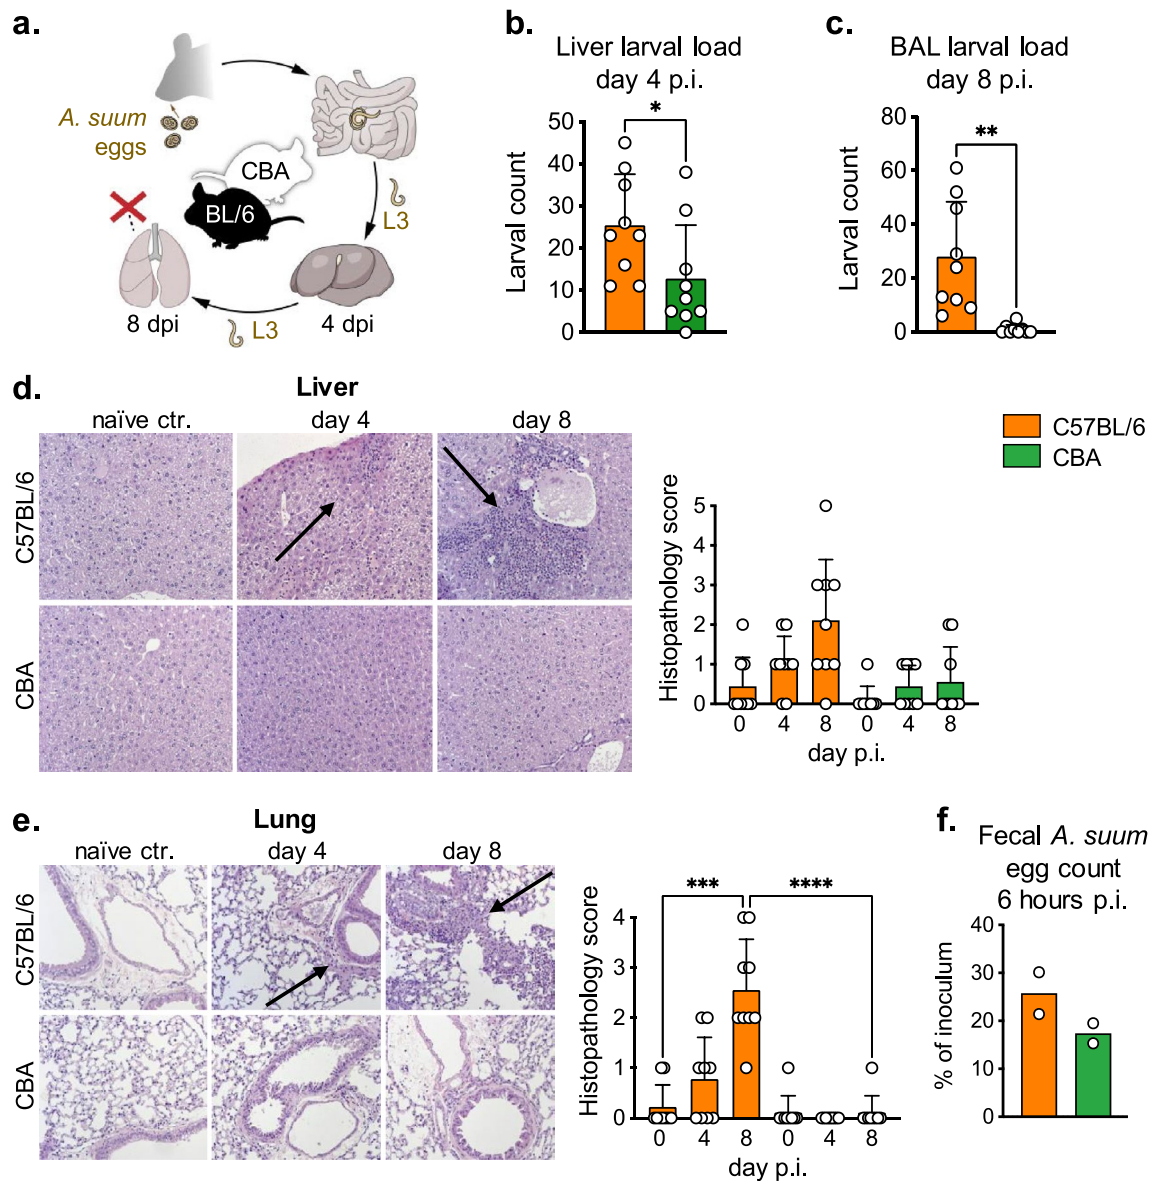 a.
A. suum
eggs
CBA
BL/6
L3
8 dpi
L3
4 dpi
b.
Liver larval load
day 4 p.i.
*
Larval count
50
40
30
20
10
0
c.
BAL larval load
day 8 p.i.
**
Larval count
80
60
40
20
0
d.
Liver
naïve ctr.
day 4
day 8
C57BL/6
CBA
C57BL/6
CBA
Histopathology score
5
4
3
2
1
0
0 4 8 0 4 8
day p.i.
e.
Lung
naïve ctr.
day 4
day 8
C57BL/6
CBA
*** ****
Histopathology score
4
3
2
1
0
0 4 8 0 4 8
day p.i.
f.
Fecal A. suum
egg count
6 hours p.i.
% of inoculum
40
30
20
10
0